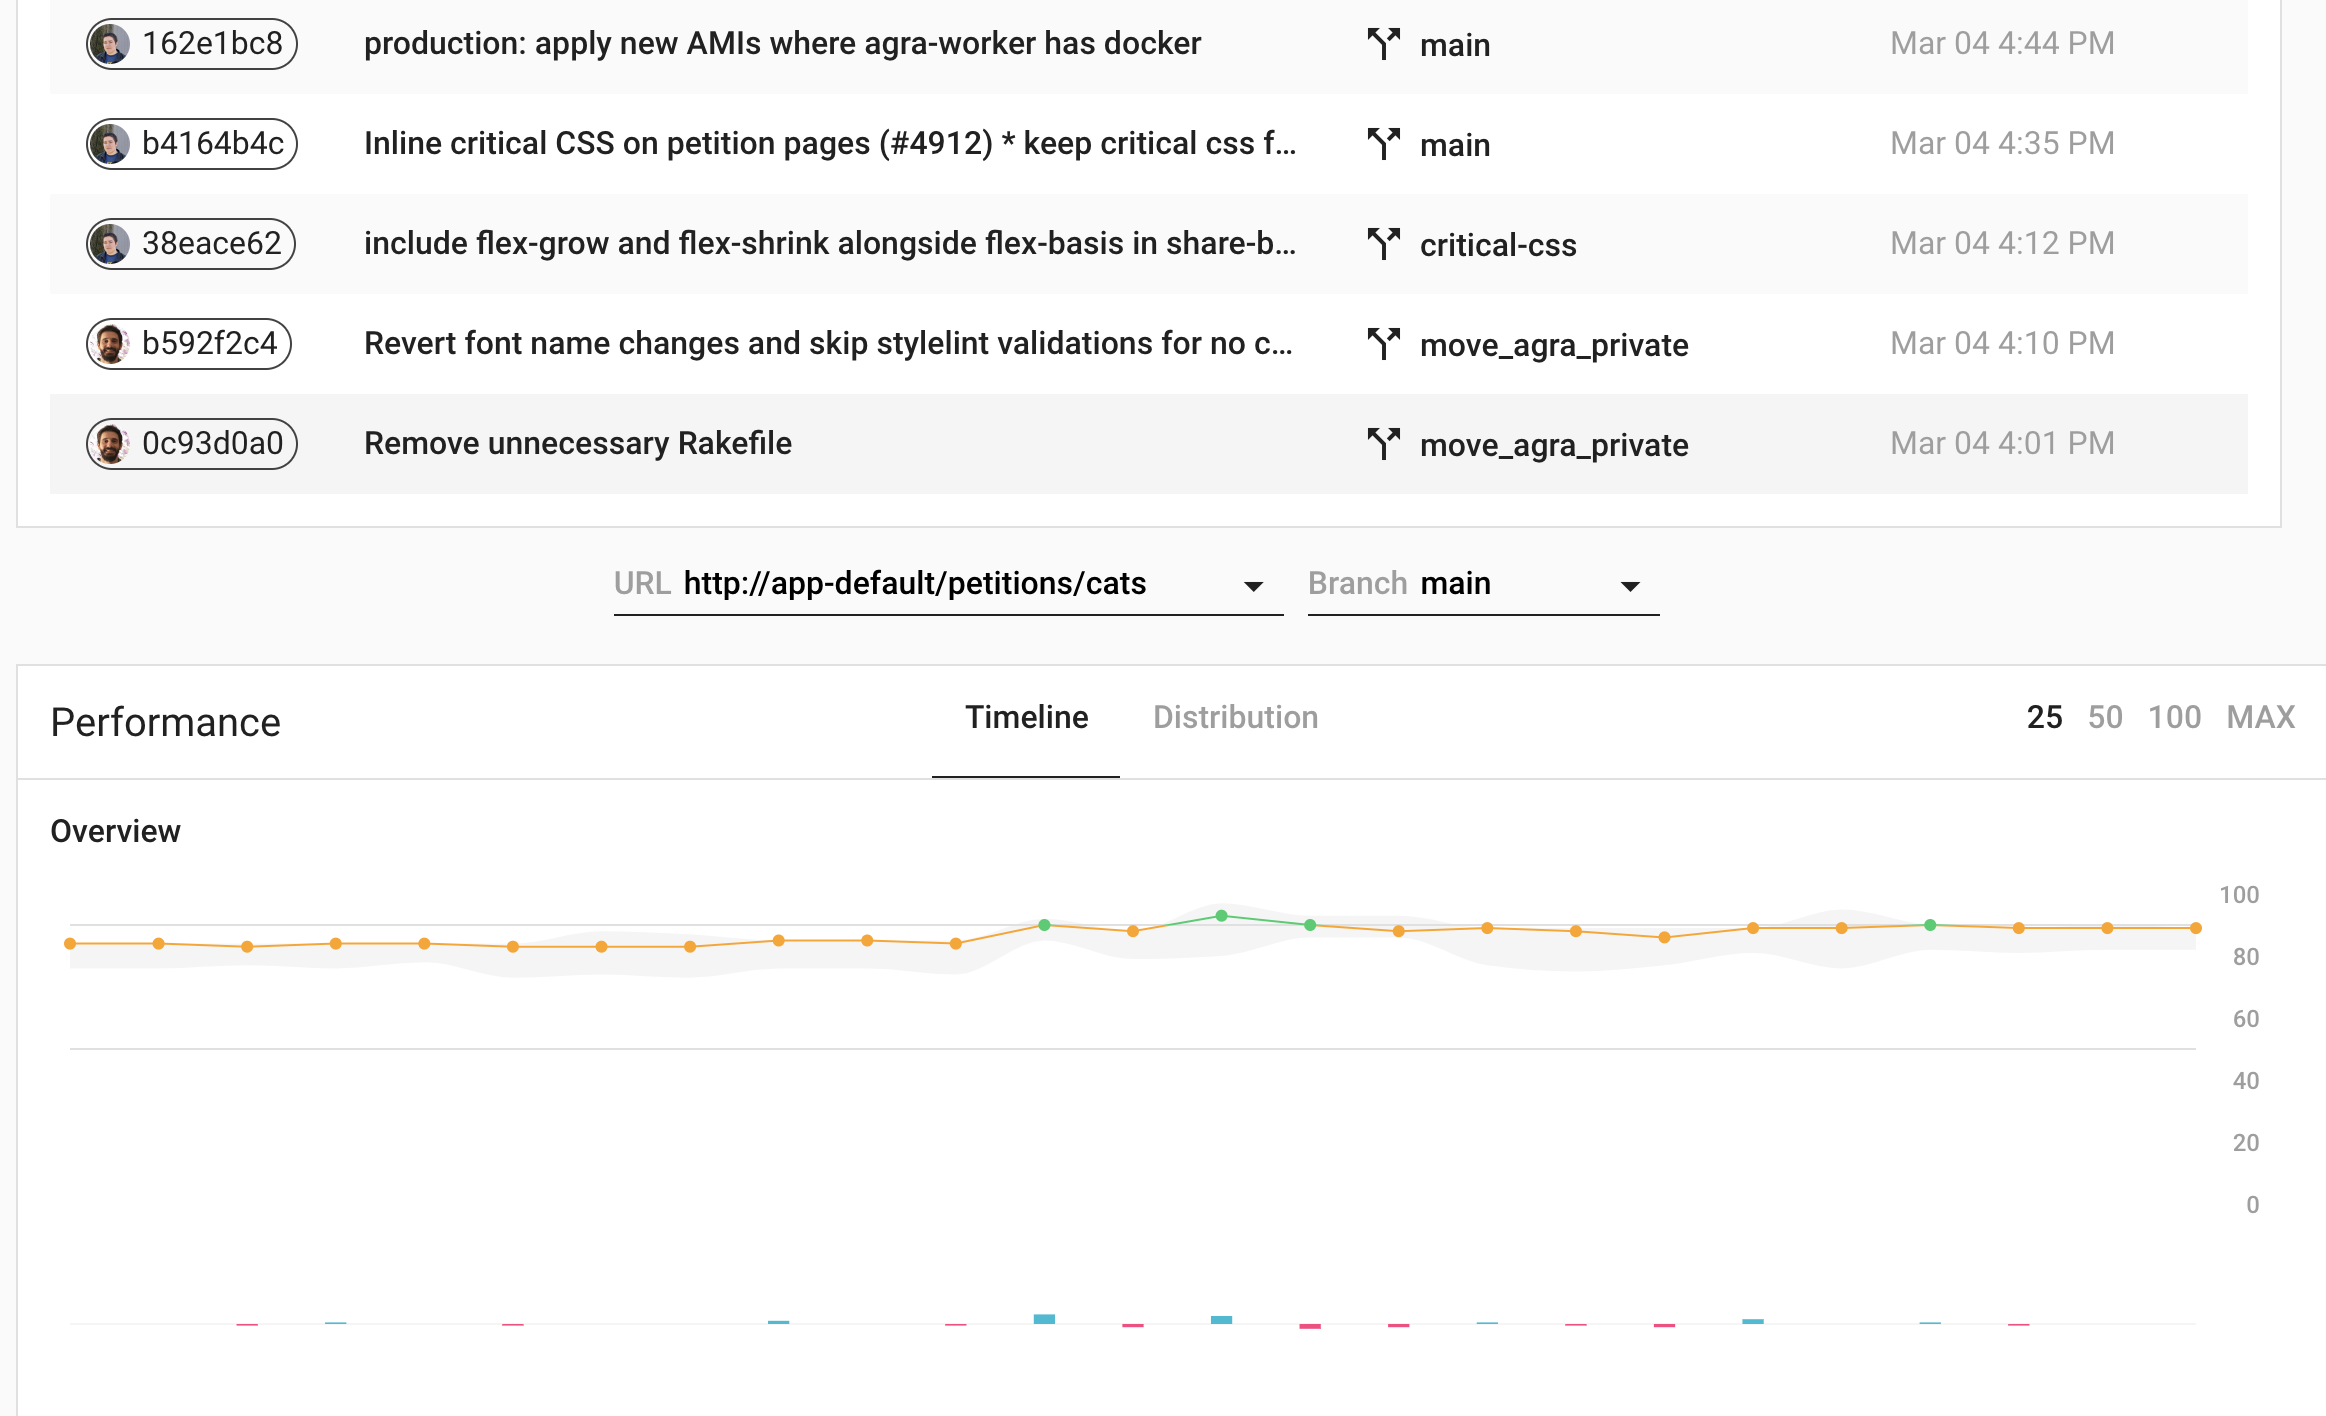 162e1bc8 production: apply new AMIs where agra-worker has docker main Mar 04 4:44 PM
b4164b4c Inline critical CSS on petition pages (#4912) * keep critical css f... main Mar 04 4:35 PM
38eace62 include flex-grow and flex-shrink alongside flex-basis in share-b... critical-css Mar 04 4:12 PM
b592f2c4 Revert font name changes and skip stylelint validations for no c... move_agra_private Mar 04 4:10 PM
0c93d0a0 Remove unnecessary Rakefile move_agra_private Mar 04 4:01 PM
URL http://app-default/petitions/cats Branch main
Performance Timeline Distribution 25 50 100 MAX
Overview
100
80
60
40
20
0